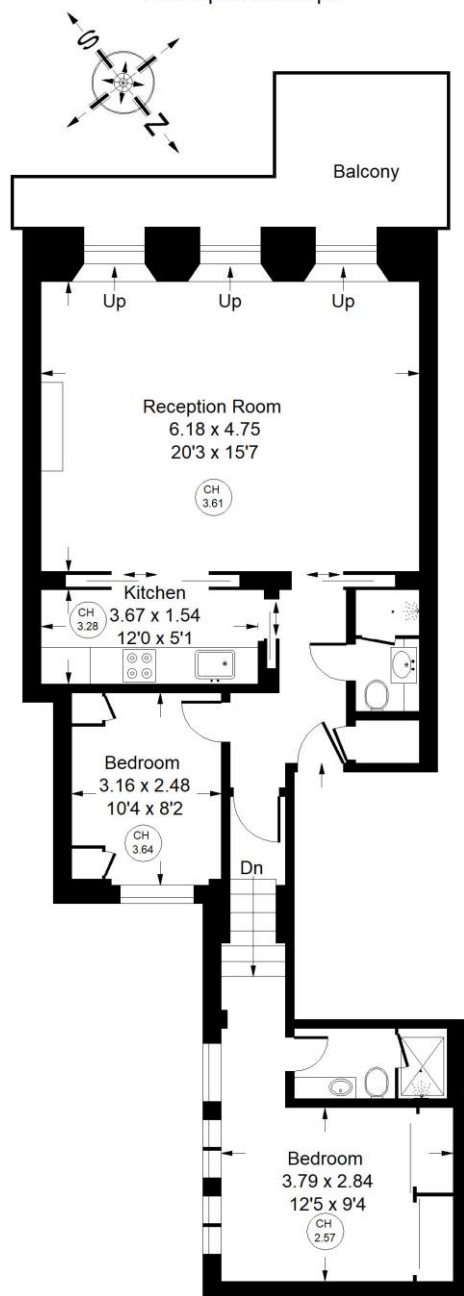 S
N
Balcony
Up
Up
Up
Reception Room
6.18 x 4.75
20'3 x 15'7
CH
3.61
Kitchen
3.67 x 1.54
12'0 x 5'1
CH
3.28
Bedroom
3.16 x 2.48
10'4 x 8'2
CH
3.64
Dn
Bedroom
3.79 x 2.84
12'5 x 9'4
CH
2.57